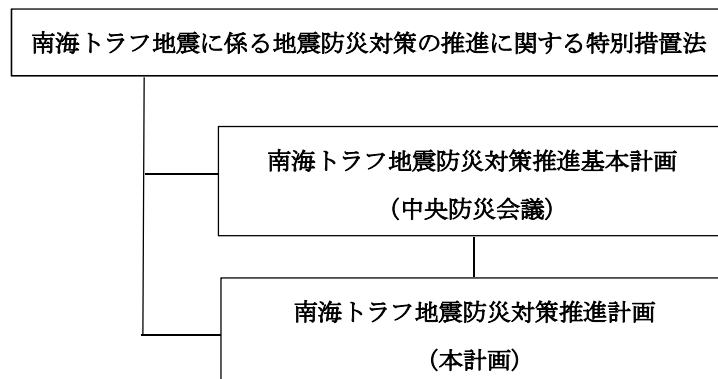 南海トラフ地震に係る地震防災対策の推進に関する特別措置法
南海トラフ地震防災対策推進基本計画
（中央防災会議）
南海トラフ地震防災対策推進計画
（本計画）